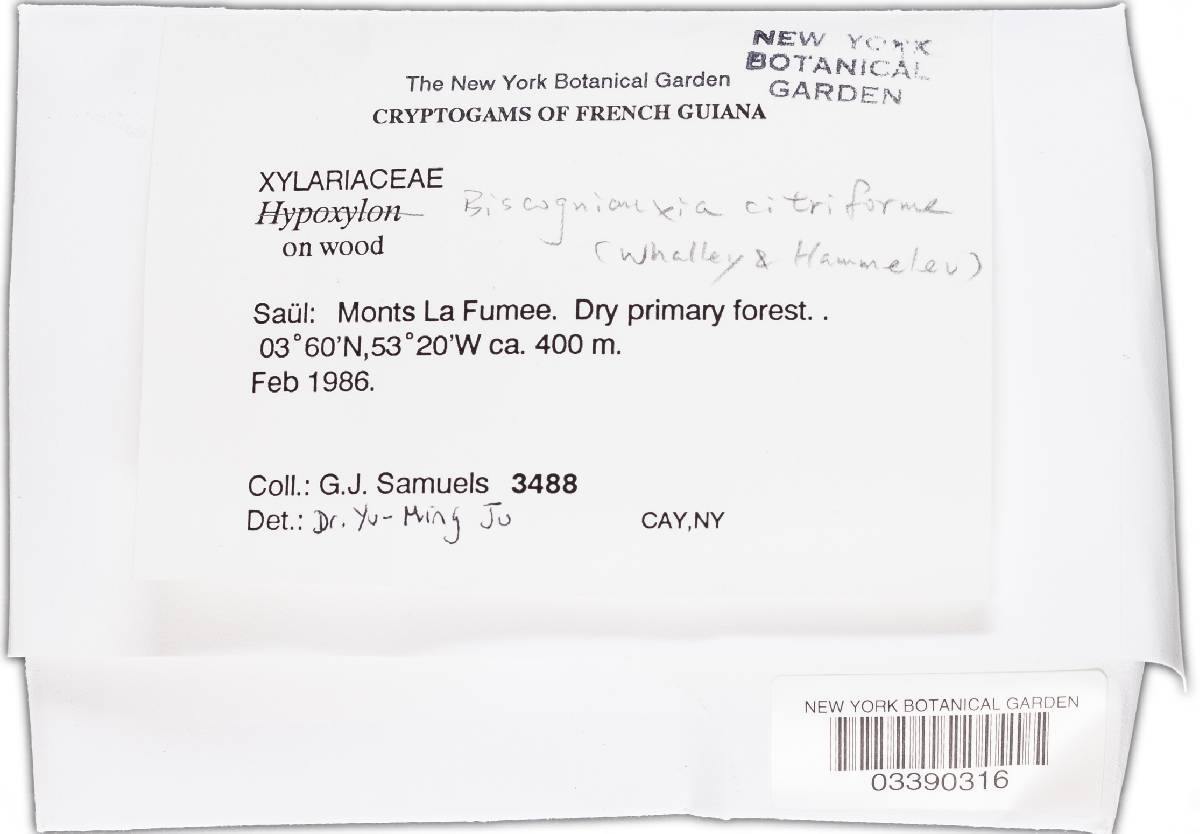 NEW YORK
BOTANICAL
GARDEN
The New York Botanical Garden
CRYPTOGAMS OF FRENCH GUIANA
XYLARIACEAE
Hypoxylon Biscogniauxia citriforme
on wood (Whalley & Hammelev)
Saül: Monts La Fumee. Dry primary forest. .
03°60'N,53°20'W ca. 400 m.
Feb 1986.
Coll.: G.J. Samuels 3488
Det.: Dr. Yu-Ming Ju CAY,NY
NEW YORK BOTANICAL GARDEN
03390316